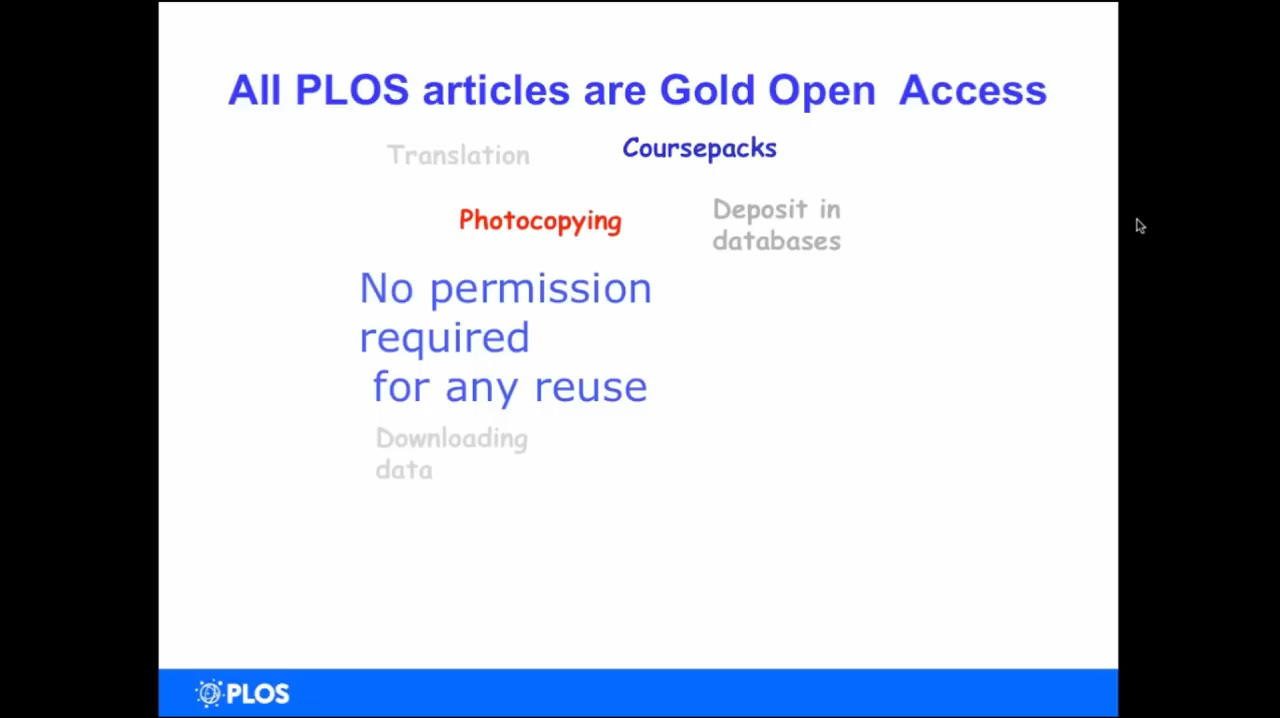 All PLOS articles are Gold Open Access
Translation
Coursepacks
Photocopying
Deposit in
databases
No permission
required
for any reuse
Downloading
data
PLOS